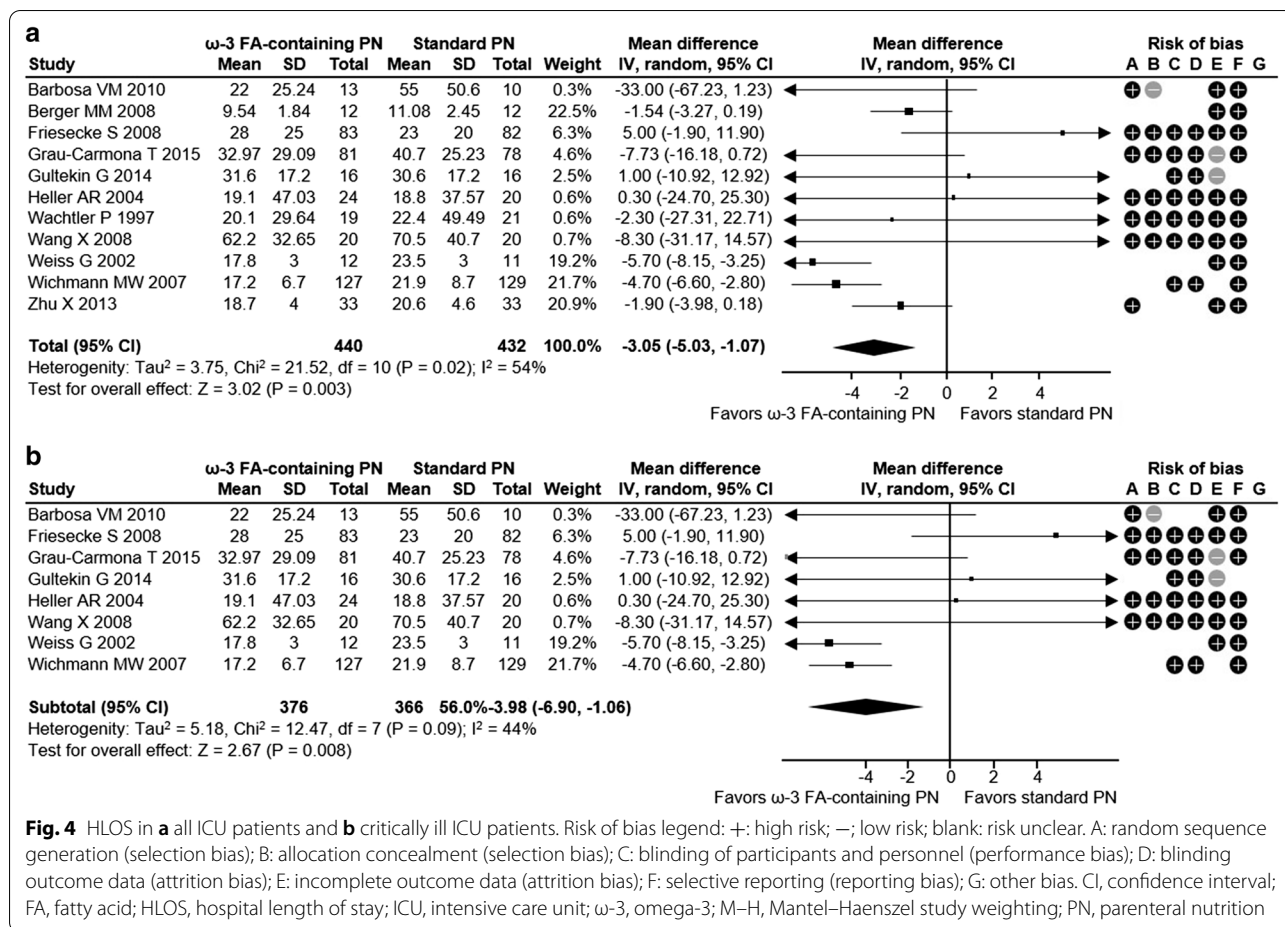 a
ω-3 FA-containing PN Standard PN Mean difference Mean difference Risk of bias
Study Mean SD Total Mean SD Total Weight IV, random, 95% CI IV, random, 95% CI A B C D E F G
Barbosa VM 2010 22 25.24 13 55 50.6 10 0.3% -33.00 (-67.23, 1.23) + − + +
Berger MM 2008 9.54 1.84 12 11.08 2.45 12 22.5% -1.54 (-3.27, 0.19) + +
Friesecke S 2008 28 25 83 23 20 82 6.3% 5.00 (-1.90, 11.90) + + + + + +
Grau-Carmona T 2015 32.97 29.09 81 40.7 25.23 78 4.6% -7.73 (-16.18, 0.72) + + + + − +
Gultekin G 2014 31.6 17.2 16 30.6 17.2 16 2.5% 1.00 (-10.92, 12.92) + + −
Heller AR 2004 19.1 47.03 24 18.8 37.57 20 0.6% 0.30 (-24.70, 25.30) + + + + + +
Wachtler P 1997 20.1 29.64 19 22.4 49.49 21 0.6% -2.30 (-27.31, 22.71) + + + + + +
Wang X 2008 62.2 32.65 20 70.5 40.7 20 0.7% -8.30 (-31.17, 14.57) + + + + + +
Weiss G 2002 17.8 3 12 23.5 3 11 19.2% -5.70 (-8.15, -3.25) + +
Wichmann MW 2007 17.2 6.7 127 21.9 8.7 129 21.7% -4.70 (-6.60, -2.80) + + +
Zhu X 2013 18.7 4 33 20.6 4.6 33 20.9% -1.90 (-3.98, 0.18) + + +
Total (95% CI) 440 432 100.0% -3.05 (-5.03, -1.07)
Heterogenity: Tau² = 3.75, Chi² = 21.52, df = 10 (P = 0.02); I² = 54%
Test for overall effect: Z = 3.02 (P = 0.003)
-4 -2 0 2 4
Favors ω-3 FA-containing PN Favors standard PN
b
ω-3 FA-containing PN Standard PN Mean difference Mean difference Risk of bias
Study Mean SD Total Mean SD Total Weight IV, random, 95% CI IV, random, 95% CI A B C D E F G
Barbosa VM 2010 22 25.24 13 55 50.6 10 0.3% -33.00 (-67.23, 1.23) + − + +
Friesecke S 2008 28 25 83 23 20 82 6.3% 5.00 (-1.90, 11.90) + + + + + +
Grau-Carmona T 2015 32.97 29.09 81 40.7 25.23 78 4.6% -7.73 (-16.18, 0.72) + + + + − +
Gultekin G 2014 31.6 17.2 16 30.6 17.2 16 2.5% 1.00 (-10.92, 12.92) + + −
Heller AR 2004 19.1 47.03 24 18.8 37.57 20 0.6% 0.30 (-24.70, 25.30) + + + + + +
Wang X 2008 62.2 32.65 20 70.5 40.7 20 0.7% -8.30 (-31.17, 14.57) + + + + + +
Weiss G 2002 17.8 3 12 23.5 3 11 19.2% -5.70 (-8.15, -3.25) + +
Wichmann MW 2007 17.2 6.7 127 21.9 8.7 129 21.7% -4.70 (-6.60, -2.80) + + +
Subtotal (95% CI) 376 366 56.0%-3.98 (-6.90, -1.06)
Heterogenity: Tau² = 5.18, Chi² = 12.47, df = 7 (P = 0.09); I² = 44%
Test for overall effect: Z = 2.67 (P = 0.008)
-4 -2 0 2 4
Favors ω-3 FA-containing PN Favors standard PN
Fig. 4 HLOS in a all ICU patients and b critically ill ICU patients. Risk of bias legend: +: high risk; −; low risk; blank: risk unclear. A: random sequence
generation (selection bias); B: allocation concealment (selection bias); C: blinding of participants and personnel (performance bias); D: blinding
outcome data (attrition bias); E: incomplete outcome data (attrition bias); F: selective reporting (reporting bias); G: other bias. CI, confidence interval;
FA, fatty acid; HLOS, hospital length of stay; ICU, intensive care unit; ω-3, omega-3; M–H, Mantel–Haenszel study weighting; PN, parenteral nutrition